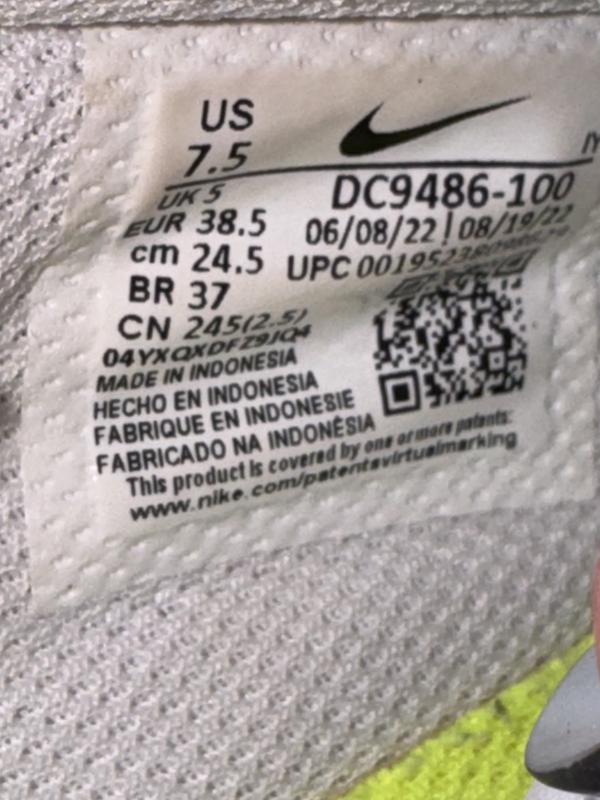 US
7.5
UK 5
EUR 38.5
cm 24.5
BR 37
CN 245(2.5)
DC9486-100
06/08/22 | 08/19/22
UPC
04YXQXDFZ9JQ4
MADE IN INDONESIA
HECHO EN INDONESIA
FABRIQUE EN INDONESIE
FABRICADO NA INDONÉSIA
This product is covered by one or more patents:
www.nike.com/patentsvirtualmarking